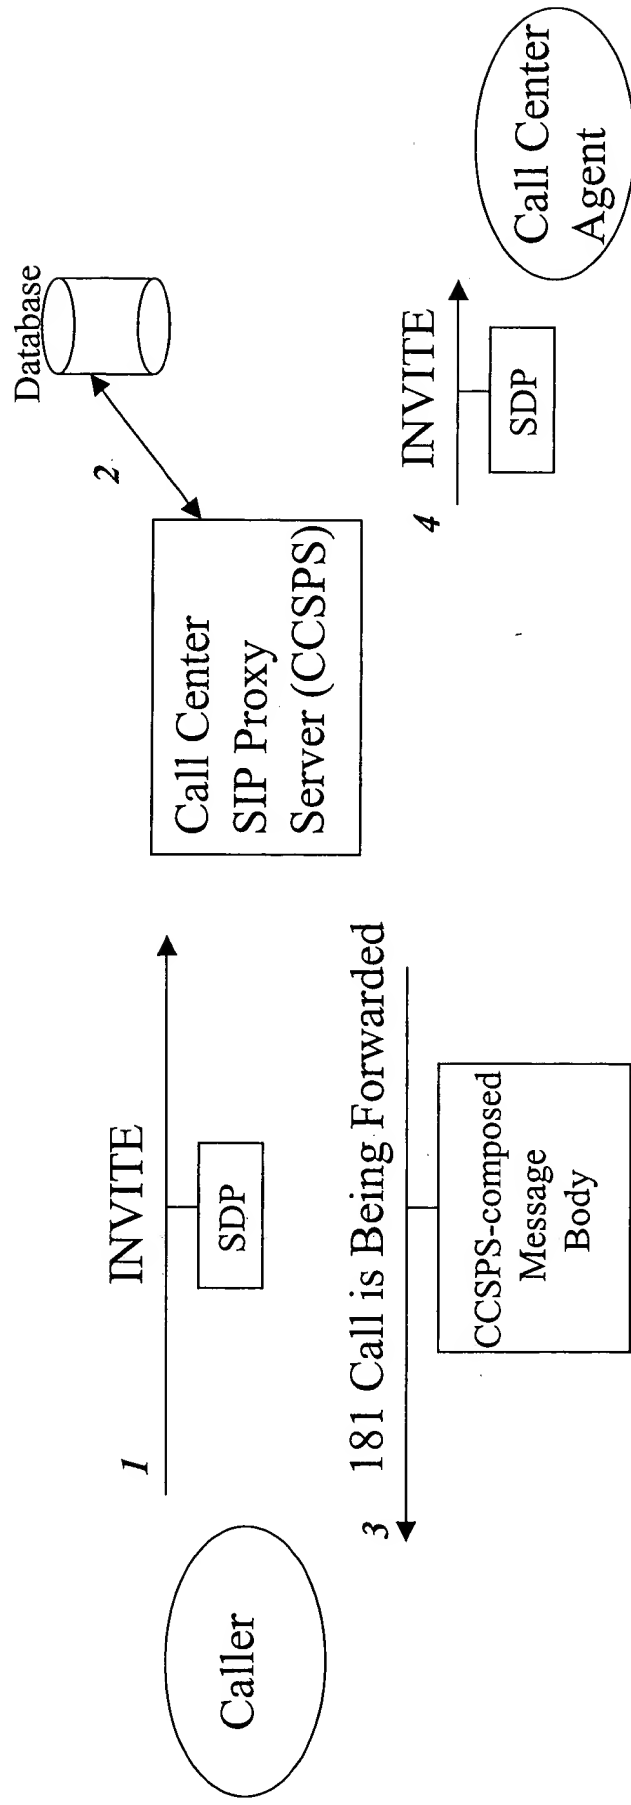 Database
2
1
INVITE
SDP
Call Center
SIP Proxy
Server (CCSPS)
Caller
3
181 Call is Being Forwarded
CCSPS-composed
Message
Body
4
INVITE
SDP
Call Center
Agent